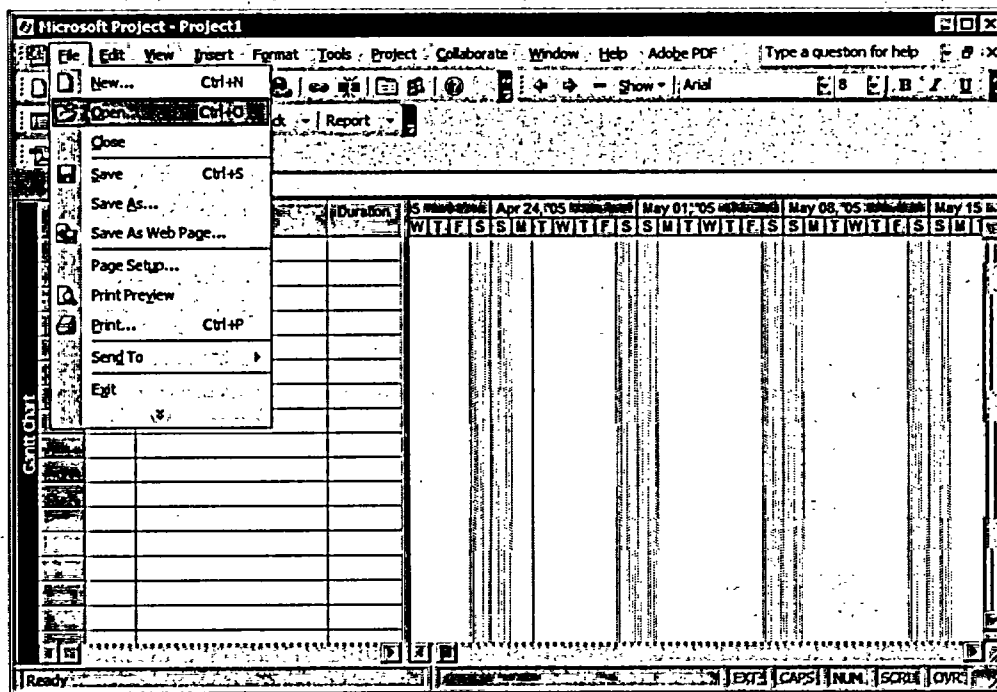 Microsoft Project - Project1
File Edit View Insert Format Tools Project Collaborate Window Help Adobe PDF Type a question for help
New... Ctrl+N
Show Arial 8 B I U
Open... Ctrl+O
Report
Close
Save Ctrl+S
Save As...
Duration
Apr 24, '05 May 01, '05 May 08, '05 May 15
W T F S S M T W T F S S M T W T F S S M T W T F S S M T
Save As Web Page...
Page Setup...
Print Preview
Print... Ctrl+P
Send To
Exit
Gantt Chart
Ready EXT CAPS NUM SCRL OVR